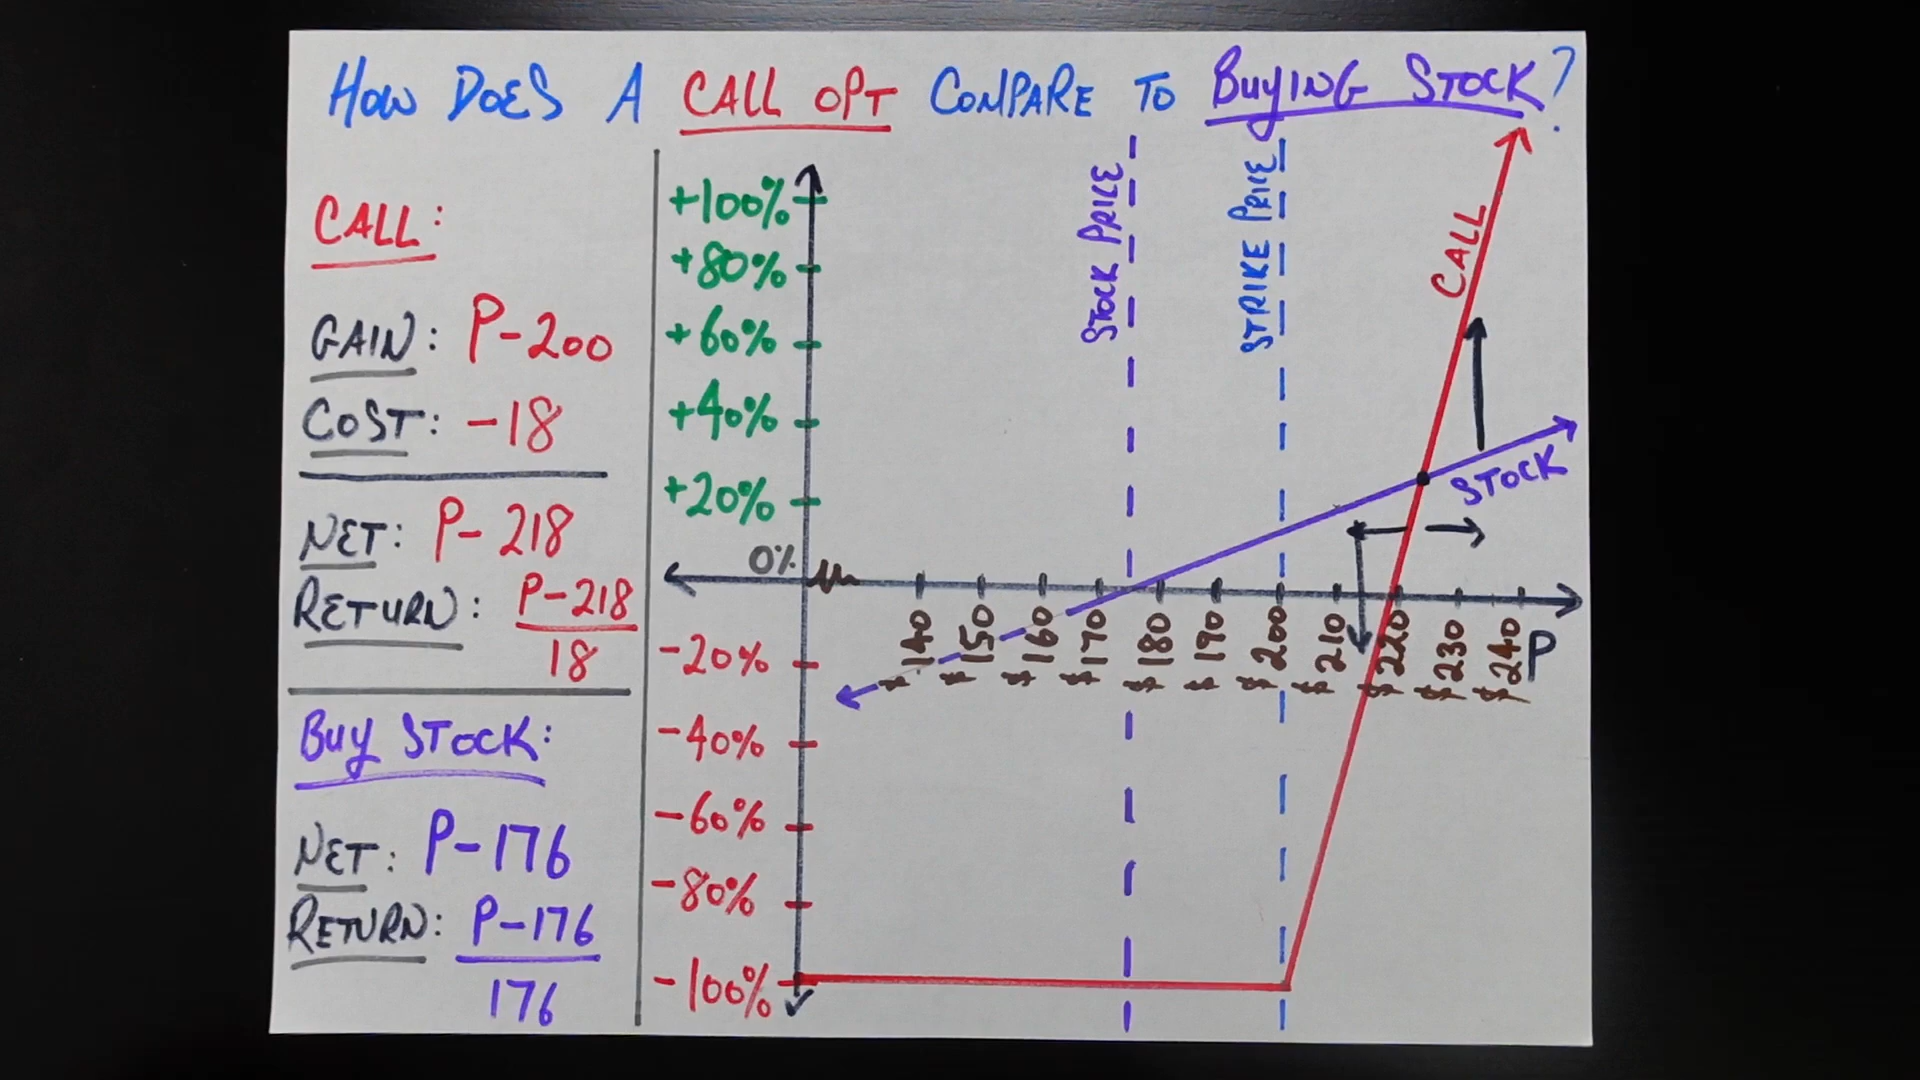 HOW DOES A CALL OPT COMPARE TO BUYING STOCK?
CALL:
GAIN: P-200
COST: -18
NET: P-218
RETURN: P-218
18
BUY STOCK:
NET: P-176
RETURN: P-176
176
+100%
+80%
+60%
+40%
+20%
0%
-20%
-40%
-60%
-80%
-100%
STOCK PRICE
STRIKE PRICE
CALL
STOCK
$140
$150
$160
$170
$180
$190
$200
$210
$220
$230
$240
P